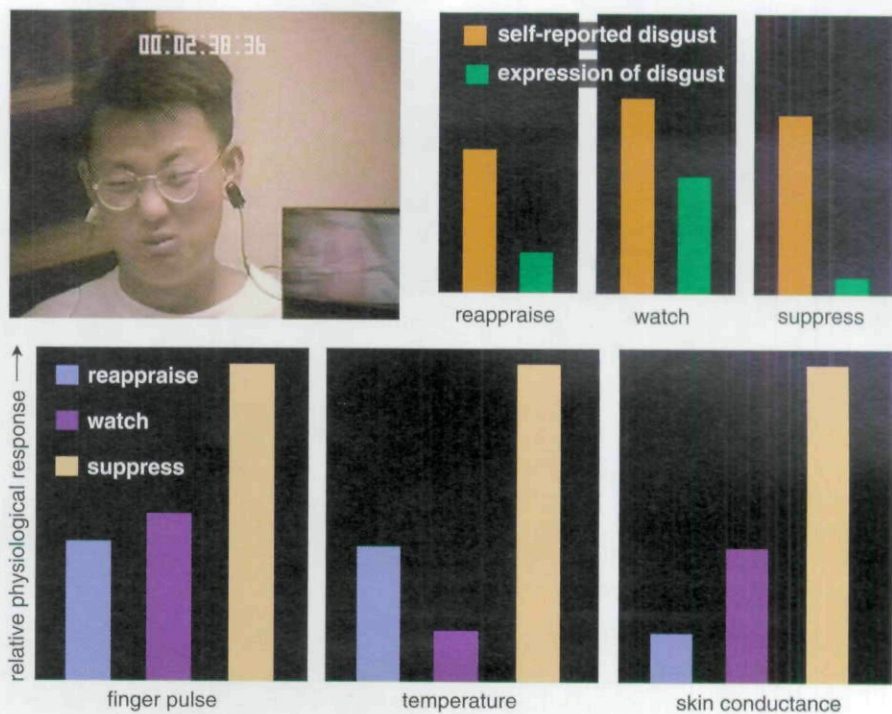 00:02:38:36
self-reported disgust
expression of disgust
reappraise
watch
suppress
relative physiological response →
reappraise
watch
suppress
finger pulse
temperature
skin conductance